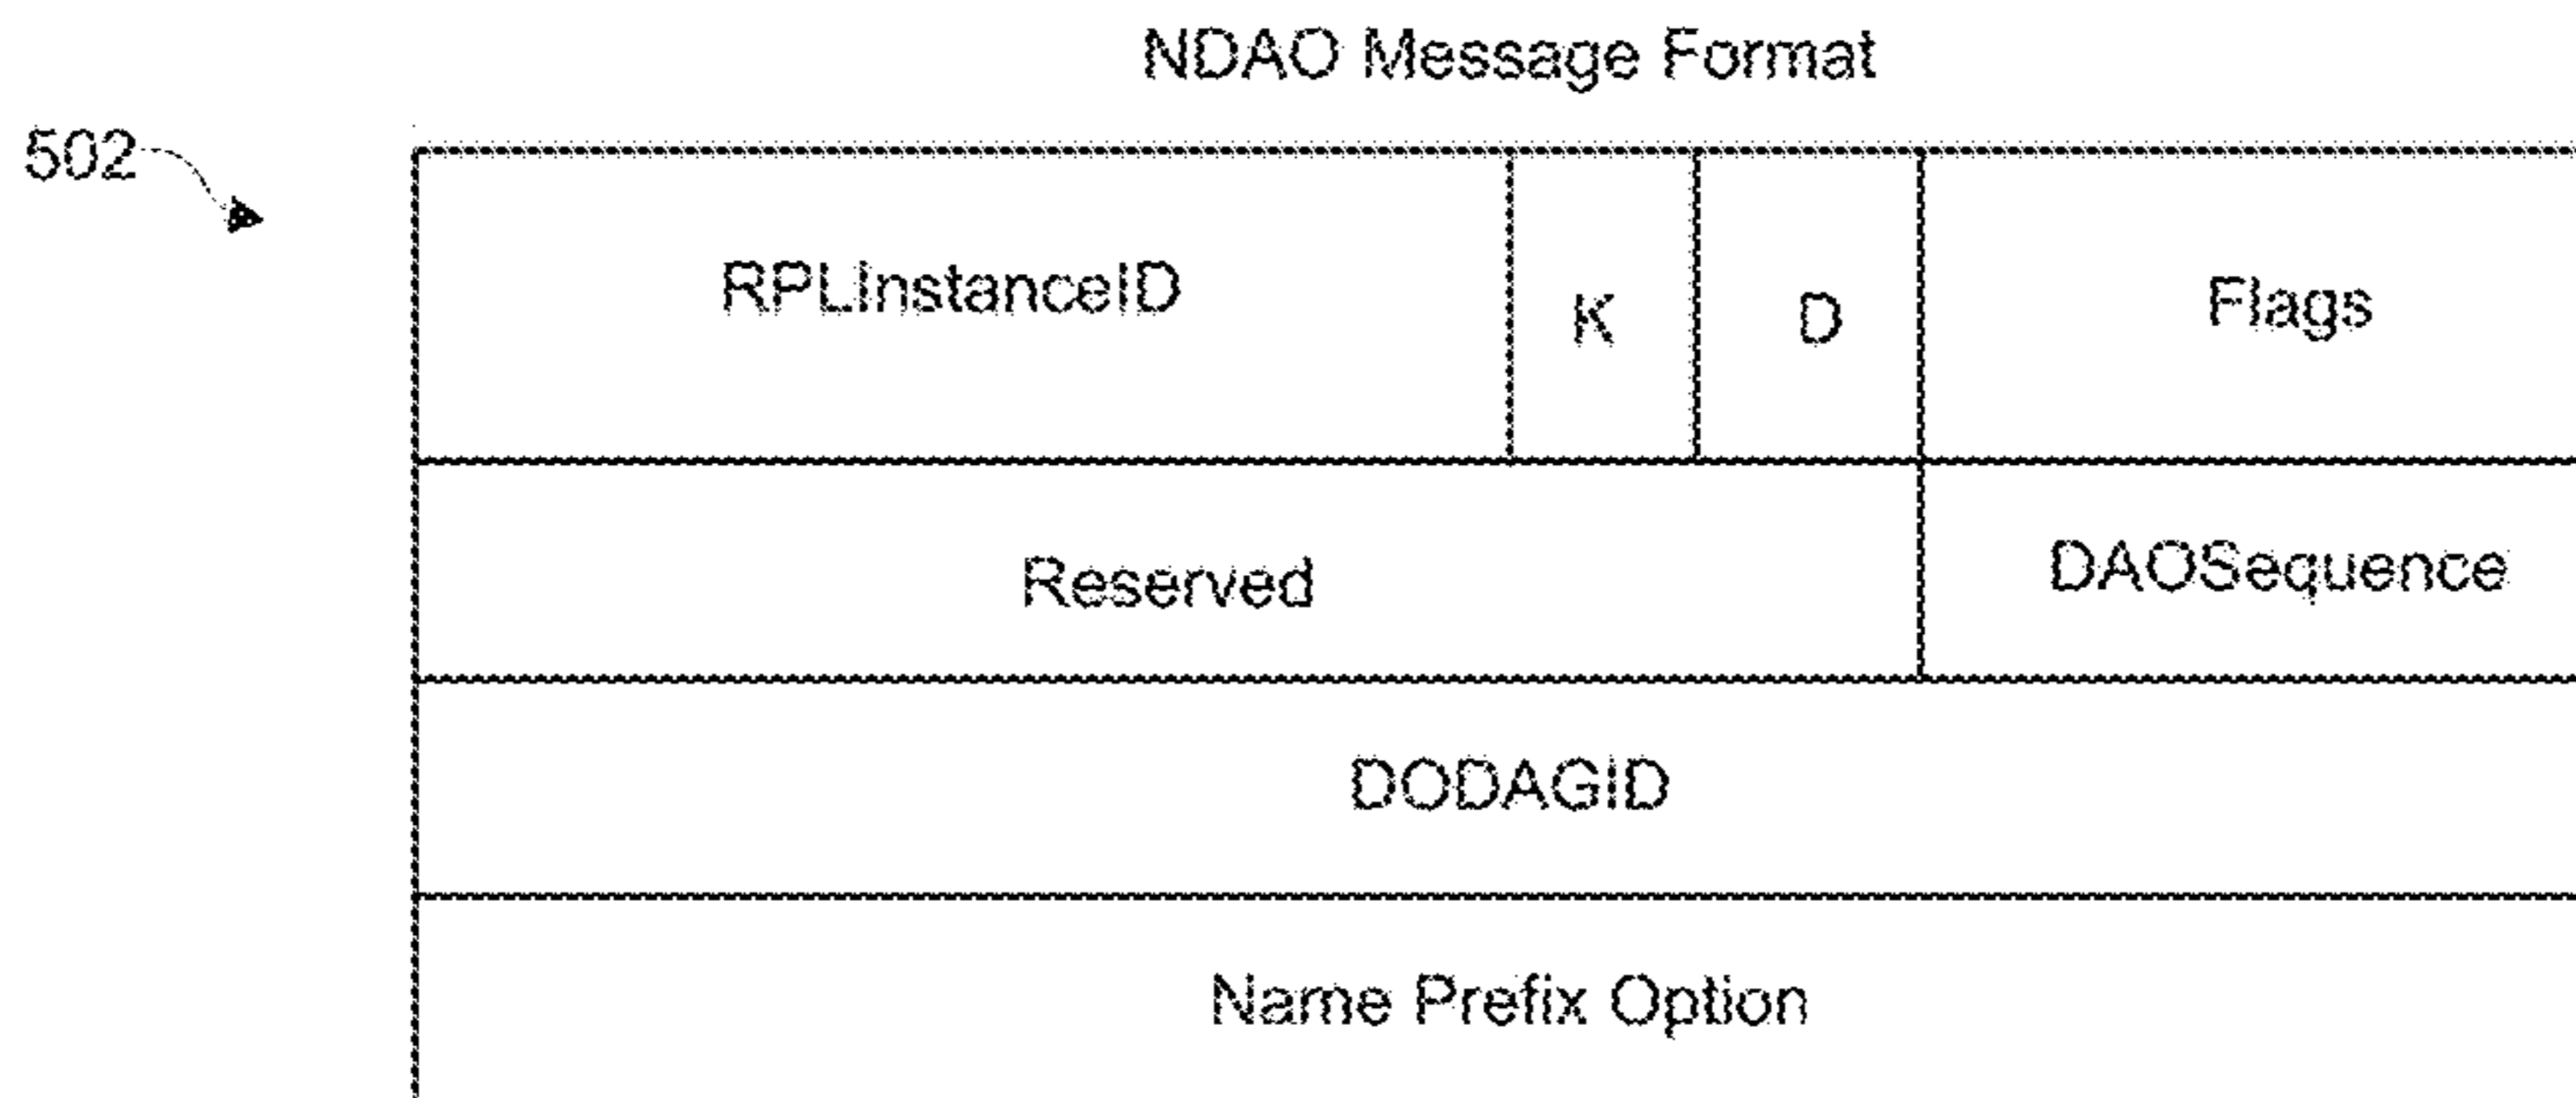 NDAO Message Format
502
RPLInstanceID K D Flags
Reserved DAOSequence
DODAGID
Name Prefix Option